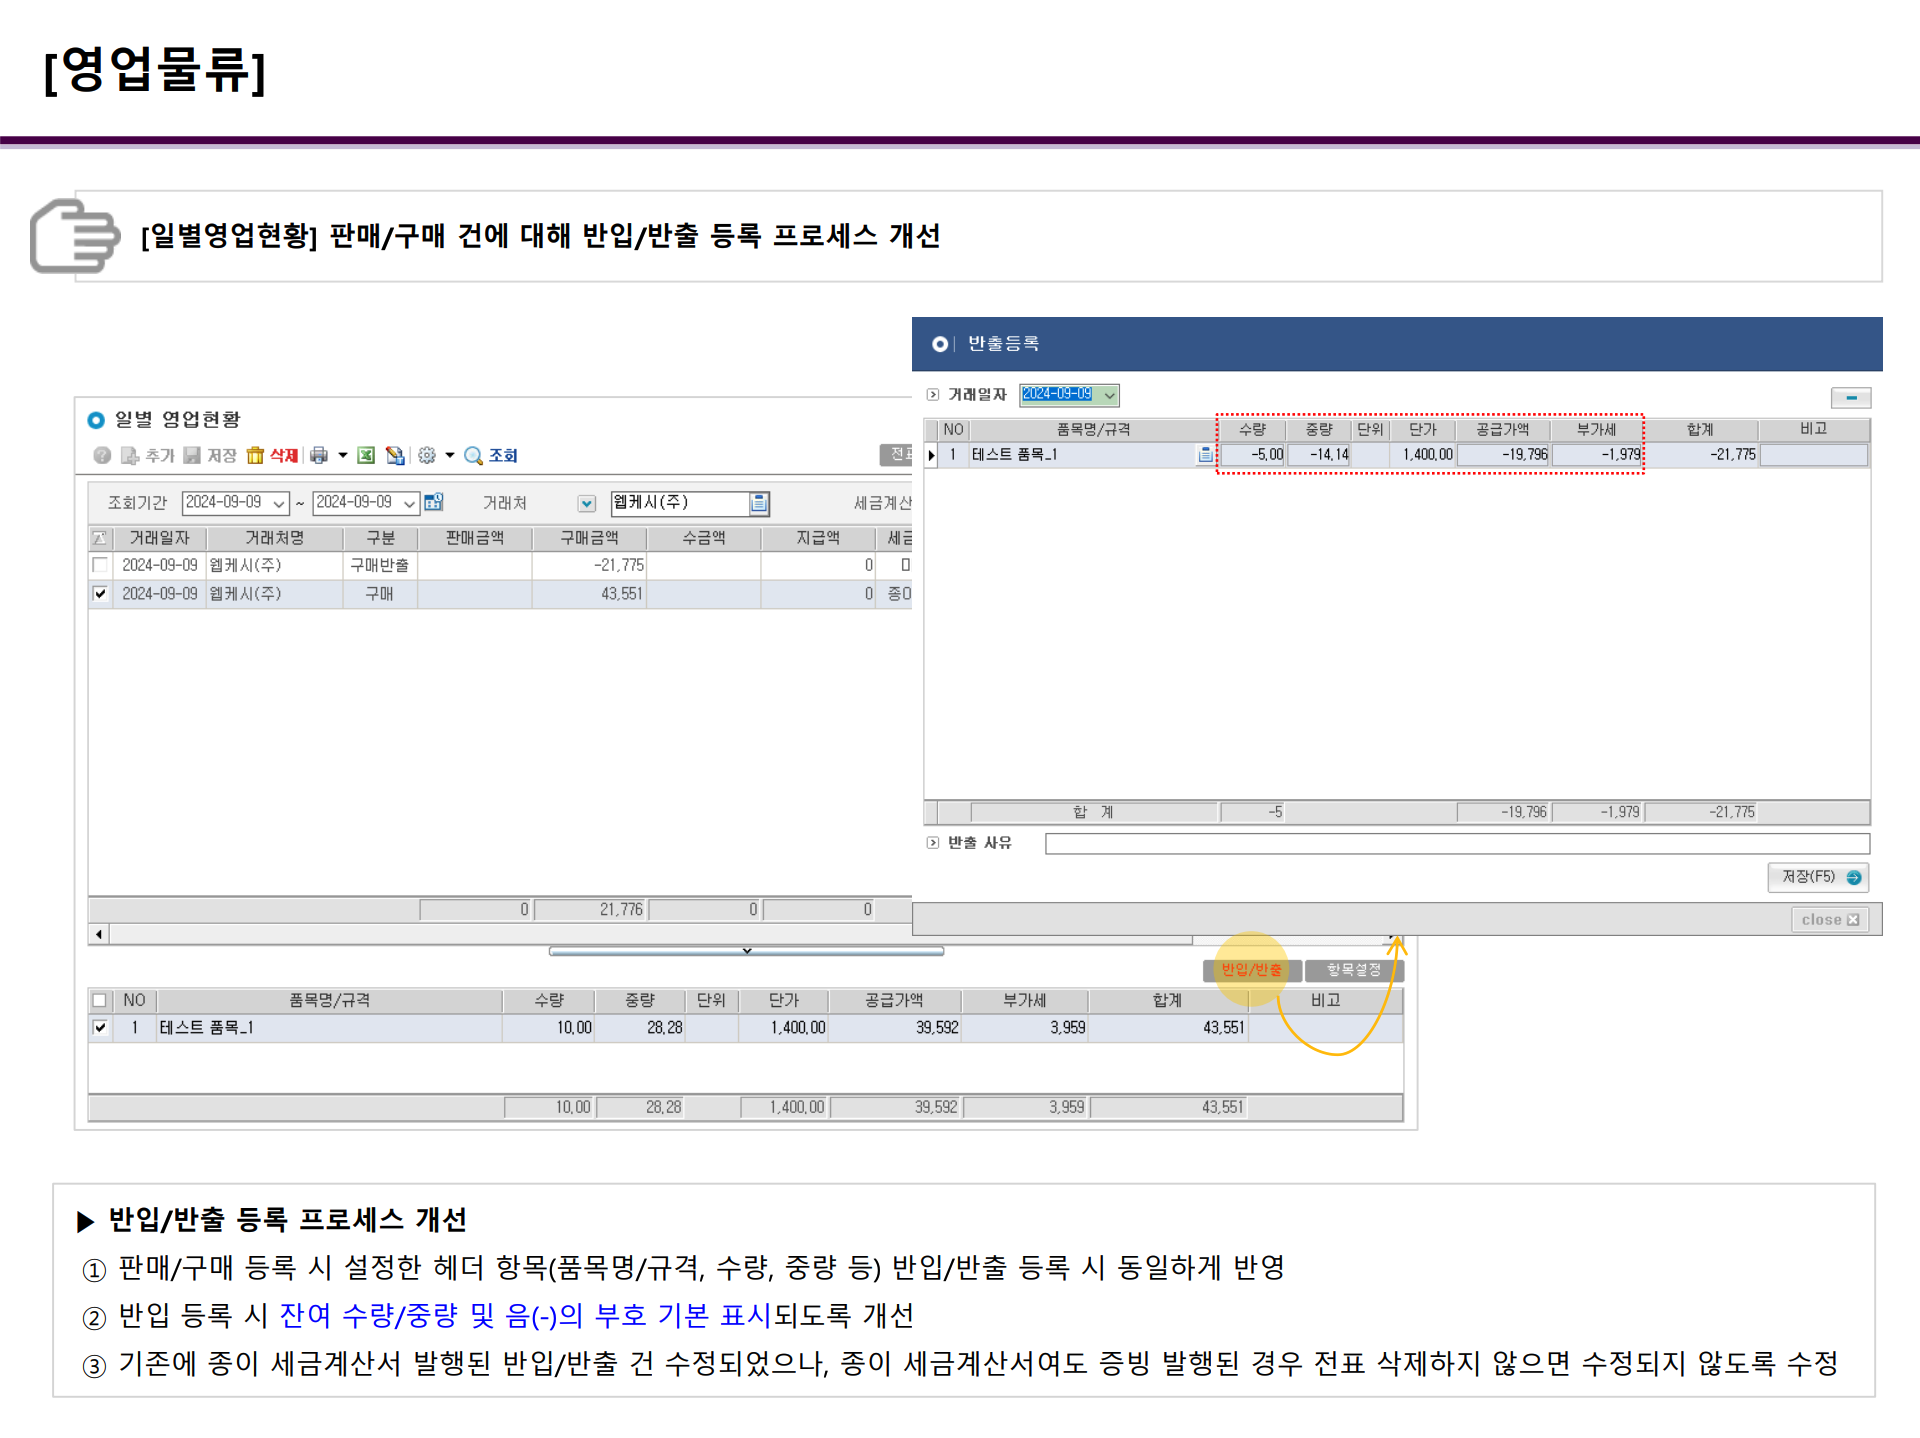 [영업물류]
[일별영업현황] 판매/구매 건에 대해 반입/반출 등록 프로세스 개선
반출등록
거래일자 2024-09-09
NO 품목명/규격 수량 중량 단위 단가 공급가액 부가세 합계 비고
1 테스트 품목_1 -5.00 -14.14 1,400.00 -19,796 -1,979 -21,775
합 계 -5 -19,796 -1,979 -21,775
반출 사유
저장(F5)
close
일별 영업현황
추가 저장 삭제 조회
조회기간 2024-09-09 ~ 2024-09-09 거래처 웹케시(주) 세금계산
거래일자 거래처명 구분 판매금액 구매금액 수금액 지급액 세금
2024-09-09 웹케시(주) 구매반출 -21,775 0
2024-09-09 웹케시(주) 구매 43,551 0
0 21,776 0 0
반입/반출 항목설정
NO 품목명/규격 수량 중량 단위 단가 공급가액 부가세 합계 비고
1 테스트 품목_1 10.00 28.28 1,400.00 39,592 3,959 43,551
10.00 28.28 1,400.00 39,592 3,959 43,551
▶ 반입/반출 등록 프로세스 개선
① 판매/구매 등록 시 설정한 헤더 항목(품목명/규격, 수량, 중량 등) 반입/반출 등록 시 동일하게 반영
② 반입 등록 시 잔여 수량/중량 및 음(-)의 부호 기본 표시되도록 개선
③ 기존에 종이 세금계산서 발행된 반입/반출 건 수정되었으나, 종이 세금계산서여도 증빙 발행된 경우 전표 삭제하지 않으면 수정되지 않도록 수정